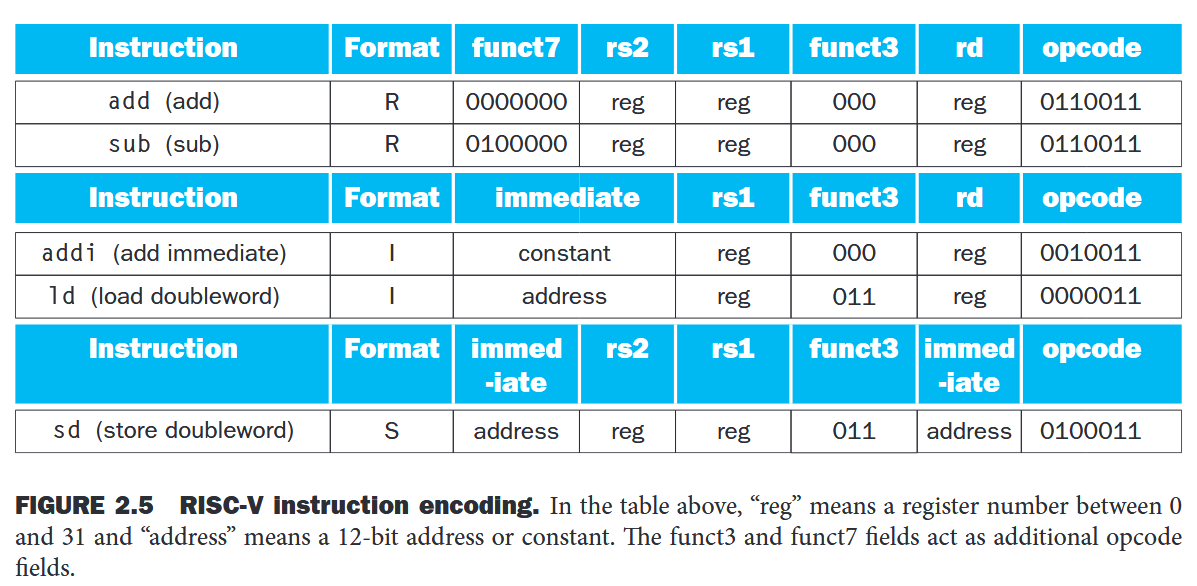 Instruction Format funct7 rs2 rs1 funct3 rd opcode
add (add) R 0000000 reg reg 000 reg 0110011
sub (sub) R 0100000 reg reg 000 reg 0110011
Instruction Format immediate rs1 funct3 rd opcode
addi (add immediate) I constant reg 000 reg 0010011
ld (load doubleword) I address reg 011 reg 0000011
Instruction Format immed rs2 rs1 funct3 immed opcode
-iate -iate
sd (store doubleword) S address reg reg 011 address 0100011
FIGURE 2.5 RISC-V instruction encoding. In the table above, “reg” means a register number between 0
and 31 and “address” means a 12-bit address or constant. The funct3 and funct7 fields act as additional opcode
fields.